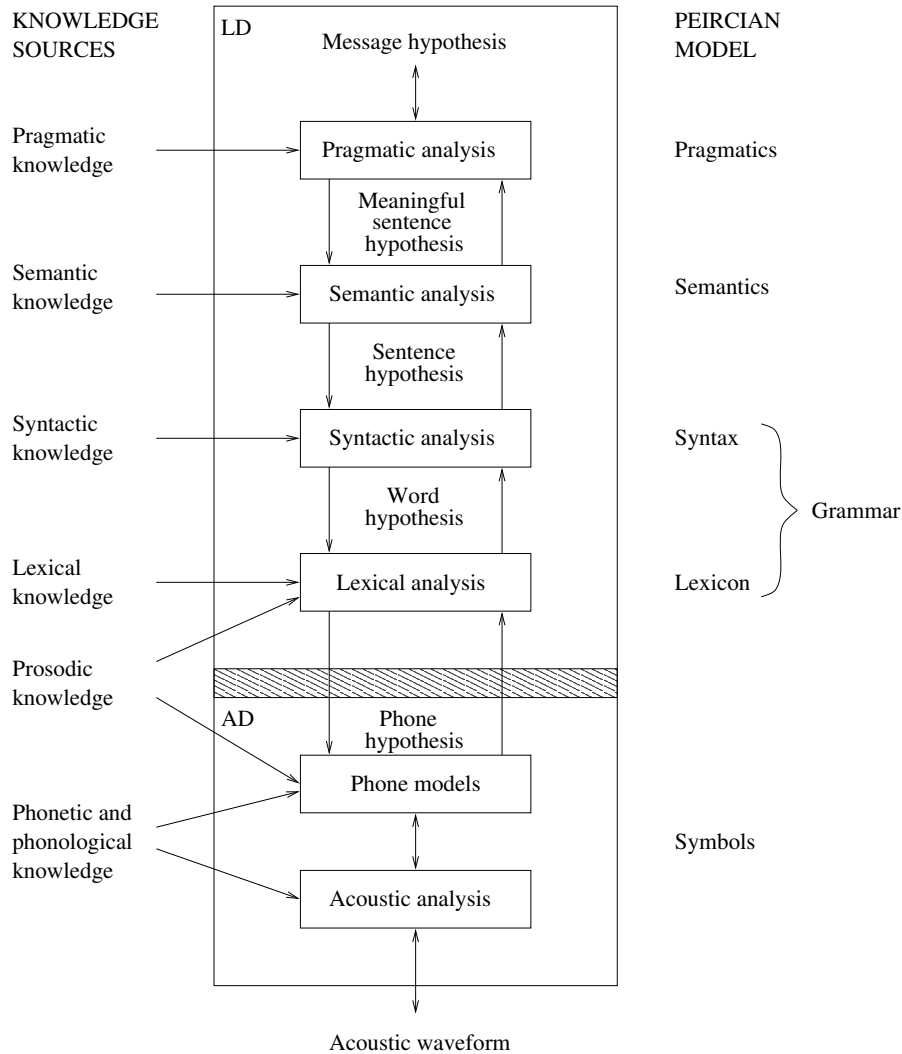 KNOWLEDGE
SOURCES
LD
Message hypothesis
PEIRCIAN
MODEL
Pragmatic
knowledge
Pragmatic analysis
Pragmatics
Meaningful
sentence
hypothesis
Semantic
knowledge
Semantic analysis
Semantics
Sentence
hypothesis
Syntactic
knowledge
Syntactic analysis
Syntax
Word
hypothesis
Grammar
Lexical
knowledge
Lexical analysis
Lexicon
Prosodic
knowledge
AD
Phone
hypothesis
Phone models
Phonetic and
phonological
knowledge
Symbols
Acoustic analysis
Acoustic waveform